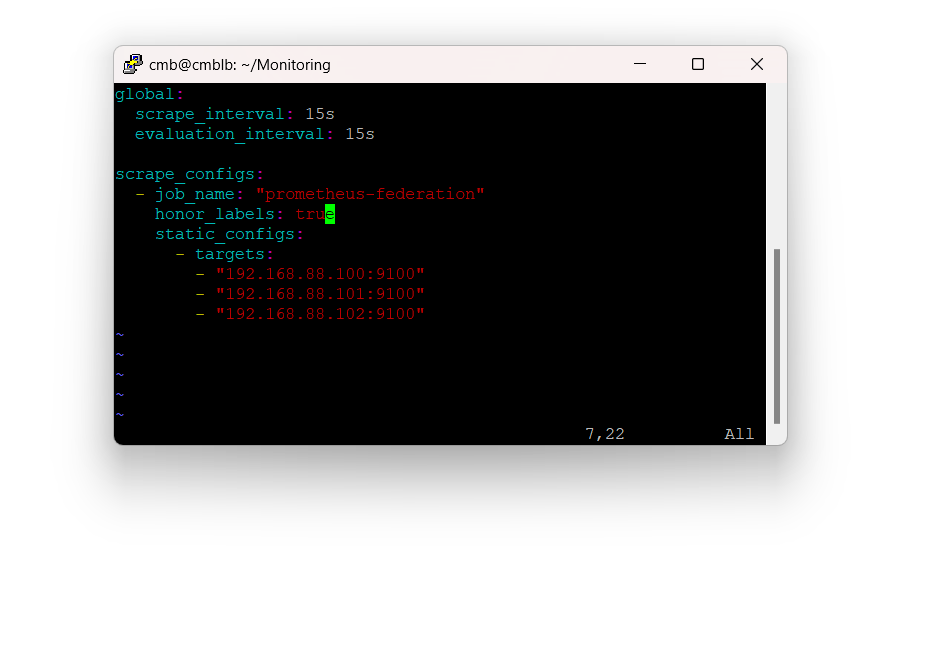 cmb@cmblb: ~/Monitoring
global:
  scrape_interval: 15s
  evaluation_interval: 15s

scrape_configs:
  - job_name: "prometheus-federation"
    honor_labels: true
    static_configs:
      - targets:
        - "192.168.88.100:9100"
        - "192.168.88.101:9100"
        - "192.168.88.102:9100"
~
~
~
~
~
7,22 All